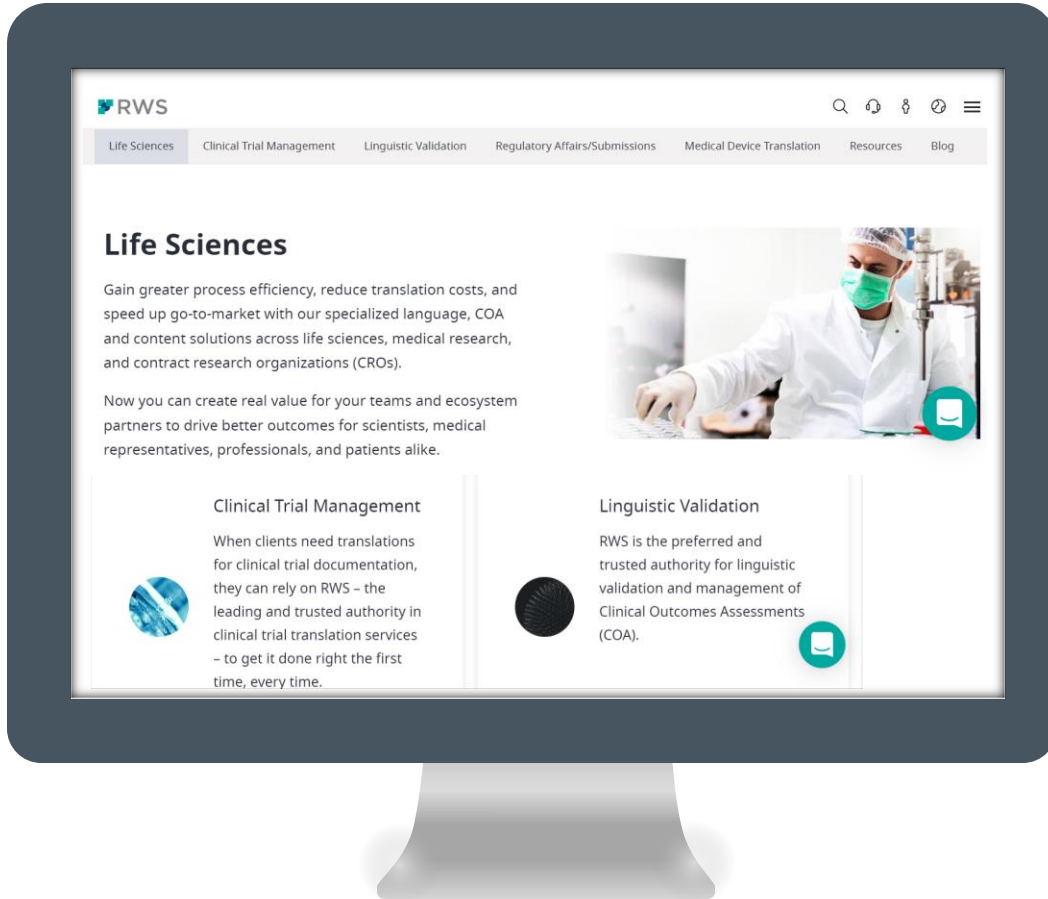 RWS
Life Sciences Clinical Trial Management Linguistic Validation Regulatory Affairs/Submissions Medical Device Translation Resources Blog
Life Sciences
Gain greater process efficiency, reduce translation costs, and
speed up go-to-market with our specialized language, COA
and content solutions across life sciences, medical research,
and contract research organizations (CROs).
Now you can create real value for your teams and ecosystem
partners to drive better outcomes for scientists, medical
representatives, professionals, and patients alike.
Clinical Trial Management
When clients need translations
for clinical trial documentation,
they can rely on RWS – the
leading and trusted authority in
clinical trial translation services
– to get it done right the first
time, every time.
Linguistic Validation
RWS is the preferred and
trusted authority for linguistic
validation and management of
Clinical Outcomes Assessments
(COA).